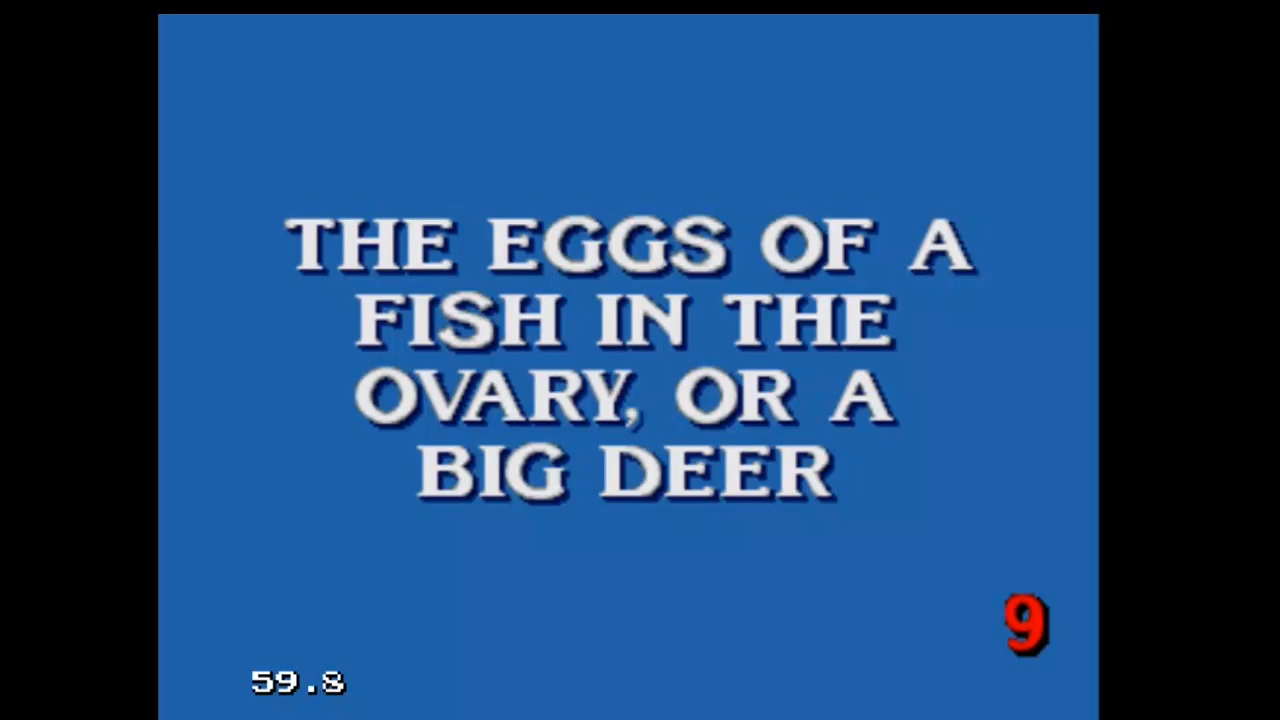 THE EGGS OF A
FISH IN THE
OVARY, OR A
BIG DEER
9
59.8